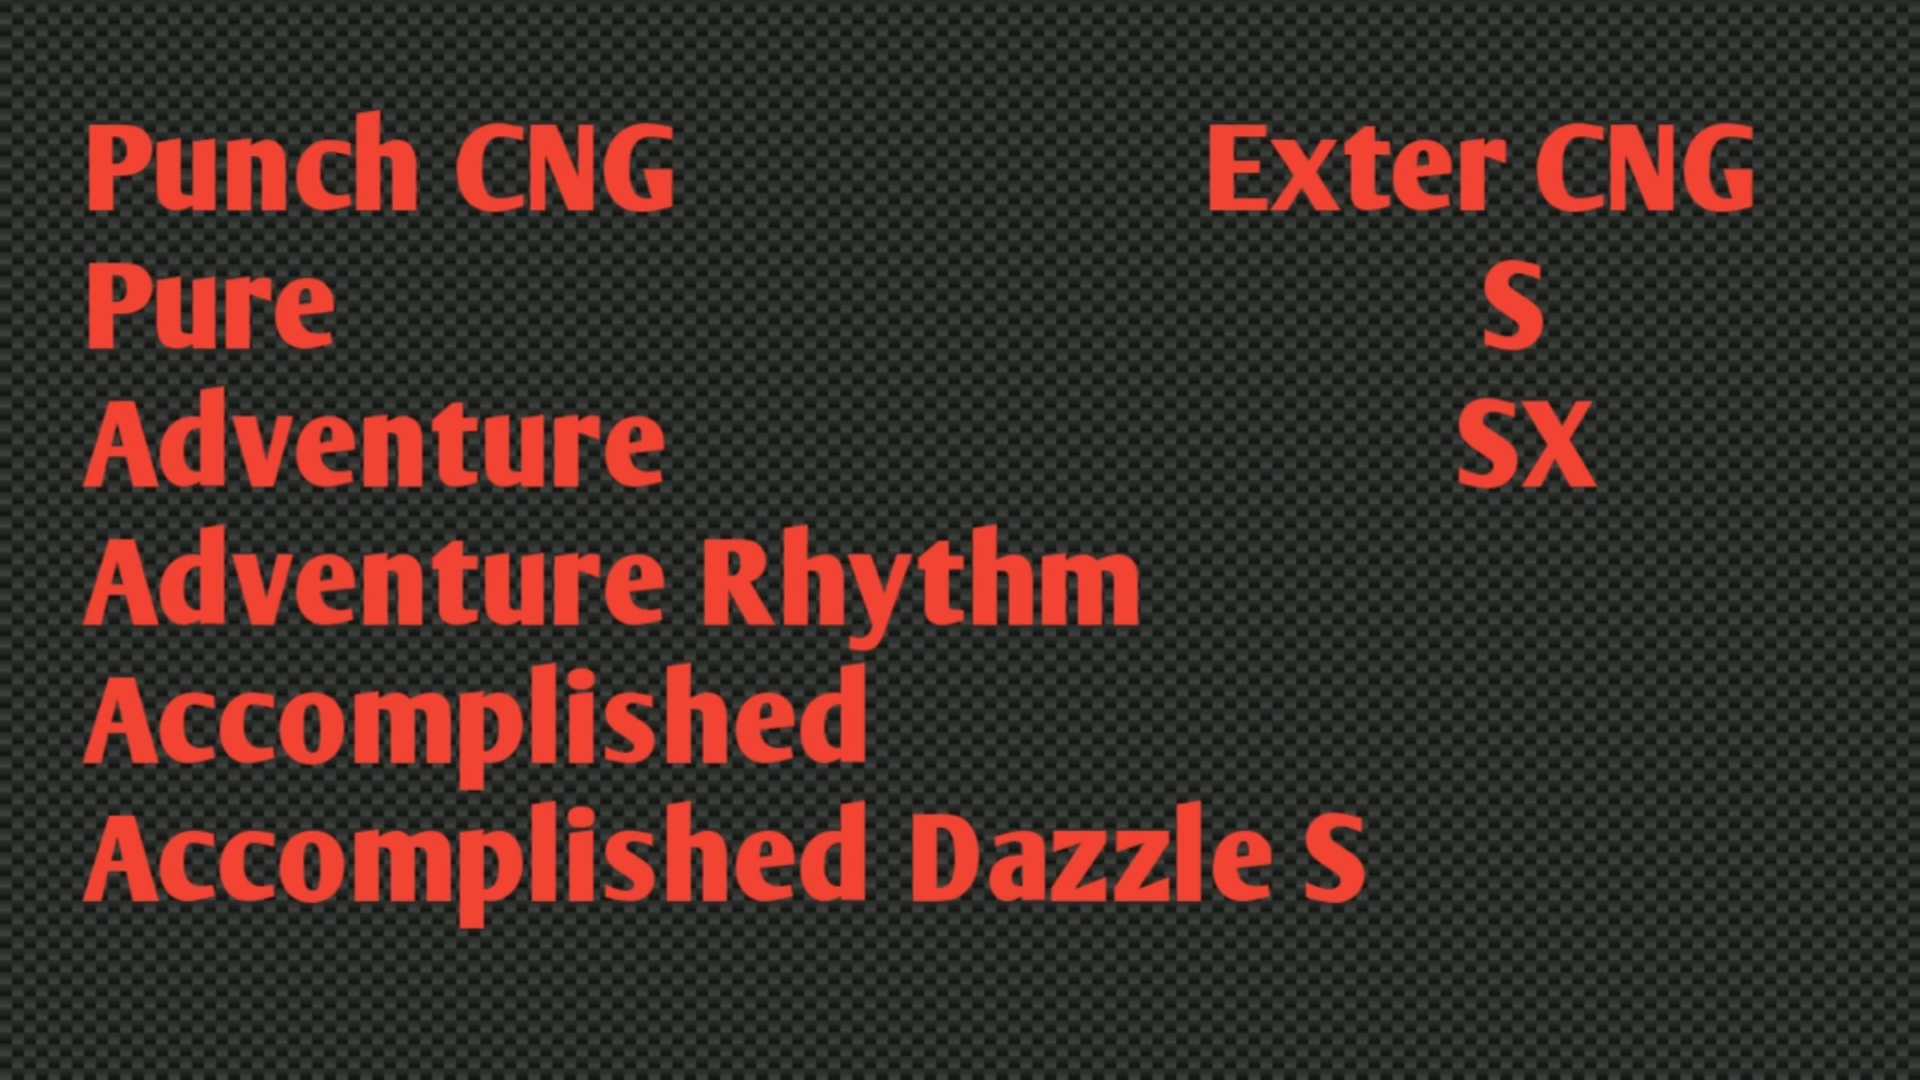 Punch CNG Exter CNG
Pure S
Adventure SX
Adventure Rhythm
Accomplished
Accomplished Dazzle S